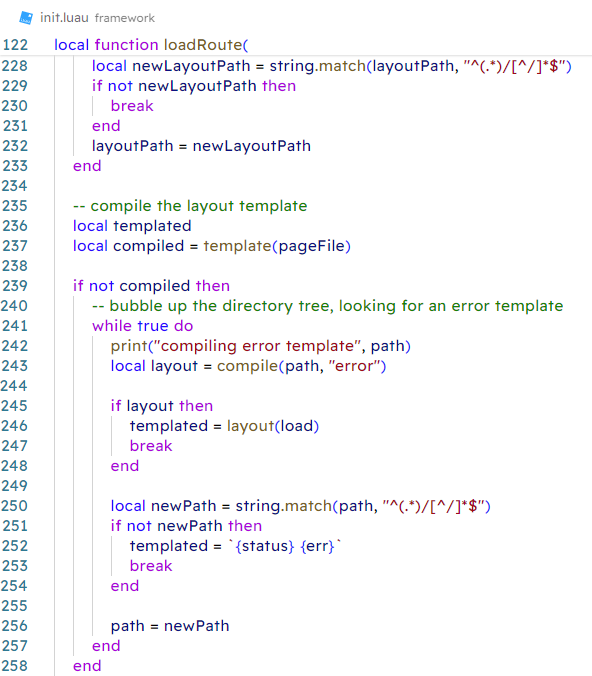 init.luau framework
122 local function loadRoute(
228 local newLayoutPath = string.match(layoutPath, "^(.*)/[^/]*$")
229 if not newLayoutPath then
230 break
231 end
232 layoutPath = newLayoutPath
233 end
234
235 -- compile the layout template
236 local templated
237 local compiled = template(pageFile)
238
239 if not compiled then
240 -- bubble up the directory tree, looking for an error template
241 while true do
242 print("compiling error template", path)
243 local layout = compile(path, "error")
244
245 if layout then
246 templated = layout(load)
247 break
248 end
249
250 local newPath = string.match(path, "^(.*)/[^/]*$")
251 if not newPath then
252 templated = `{status} {err}`
253 break
254 end
255
256 path = newPath
257 end
258 end